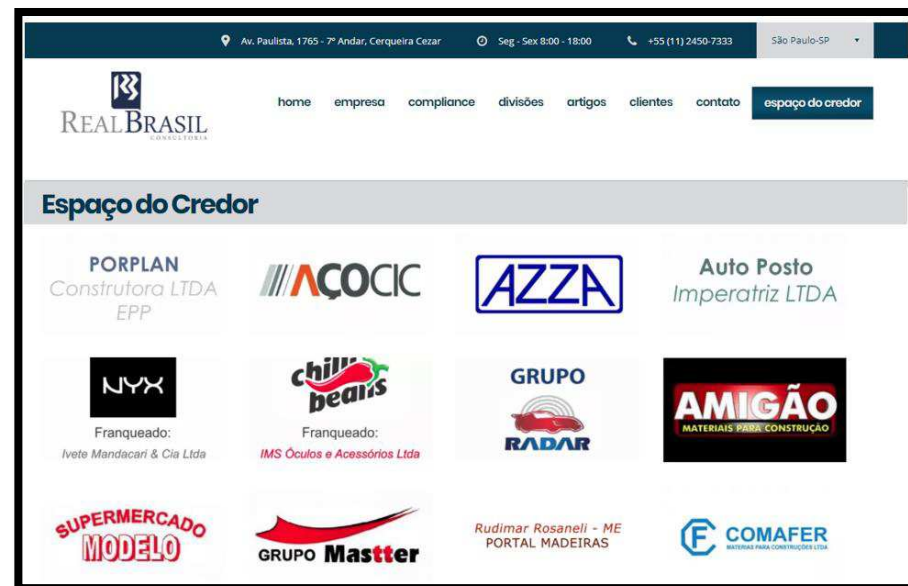 Av. Paulista, 1765 - 7º Andar, Cerqueira Cezar Seg - Sex 8:00 - 18:00 +55 (11) 2450-7333 São Paulo-SP
REALBRASIL
CONSULTORIA
home empresa compliance divisões artigos clientes contato espaço do credor
Espaço do Credor
PORPLAN
Construtora LTDA
EPP
AÇOCIC
AZZA
Auto Posto
Imperatriz LTDA
NYX
Franqueado:
Ivete Mandacari & Cia Ltda
chilli
beans
Franqueado:
IMS Óculos e Acessórios Ltda
GRUPO
RADAR
AMIGÃO
MATERIAIS PARA CONSTRUÇÃO
SUPERMERCADO
MODELO
GRUPO Mastter
Rudimar Rosaneli - ME
PORTAL MADEIRAS
COMAFER
MATERIAS PARA CONSTRUÇÕES LTDA